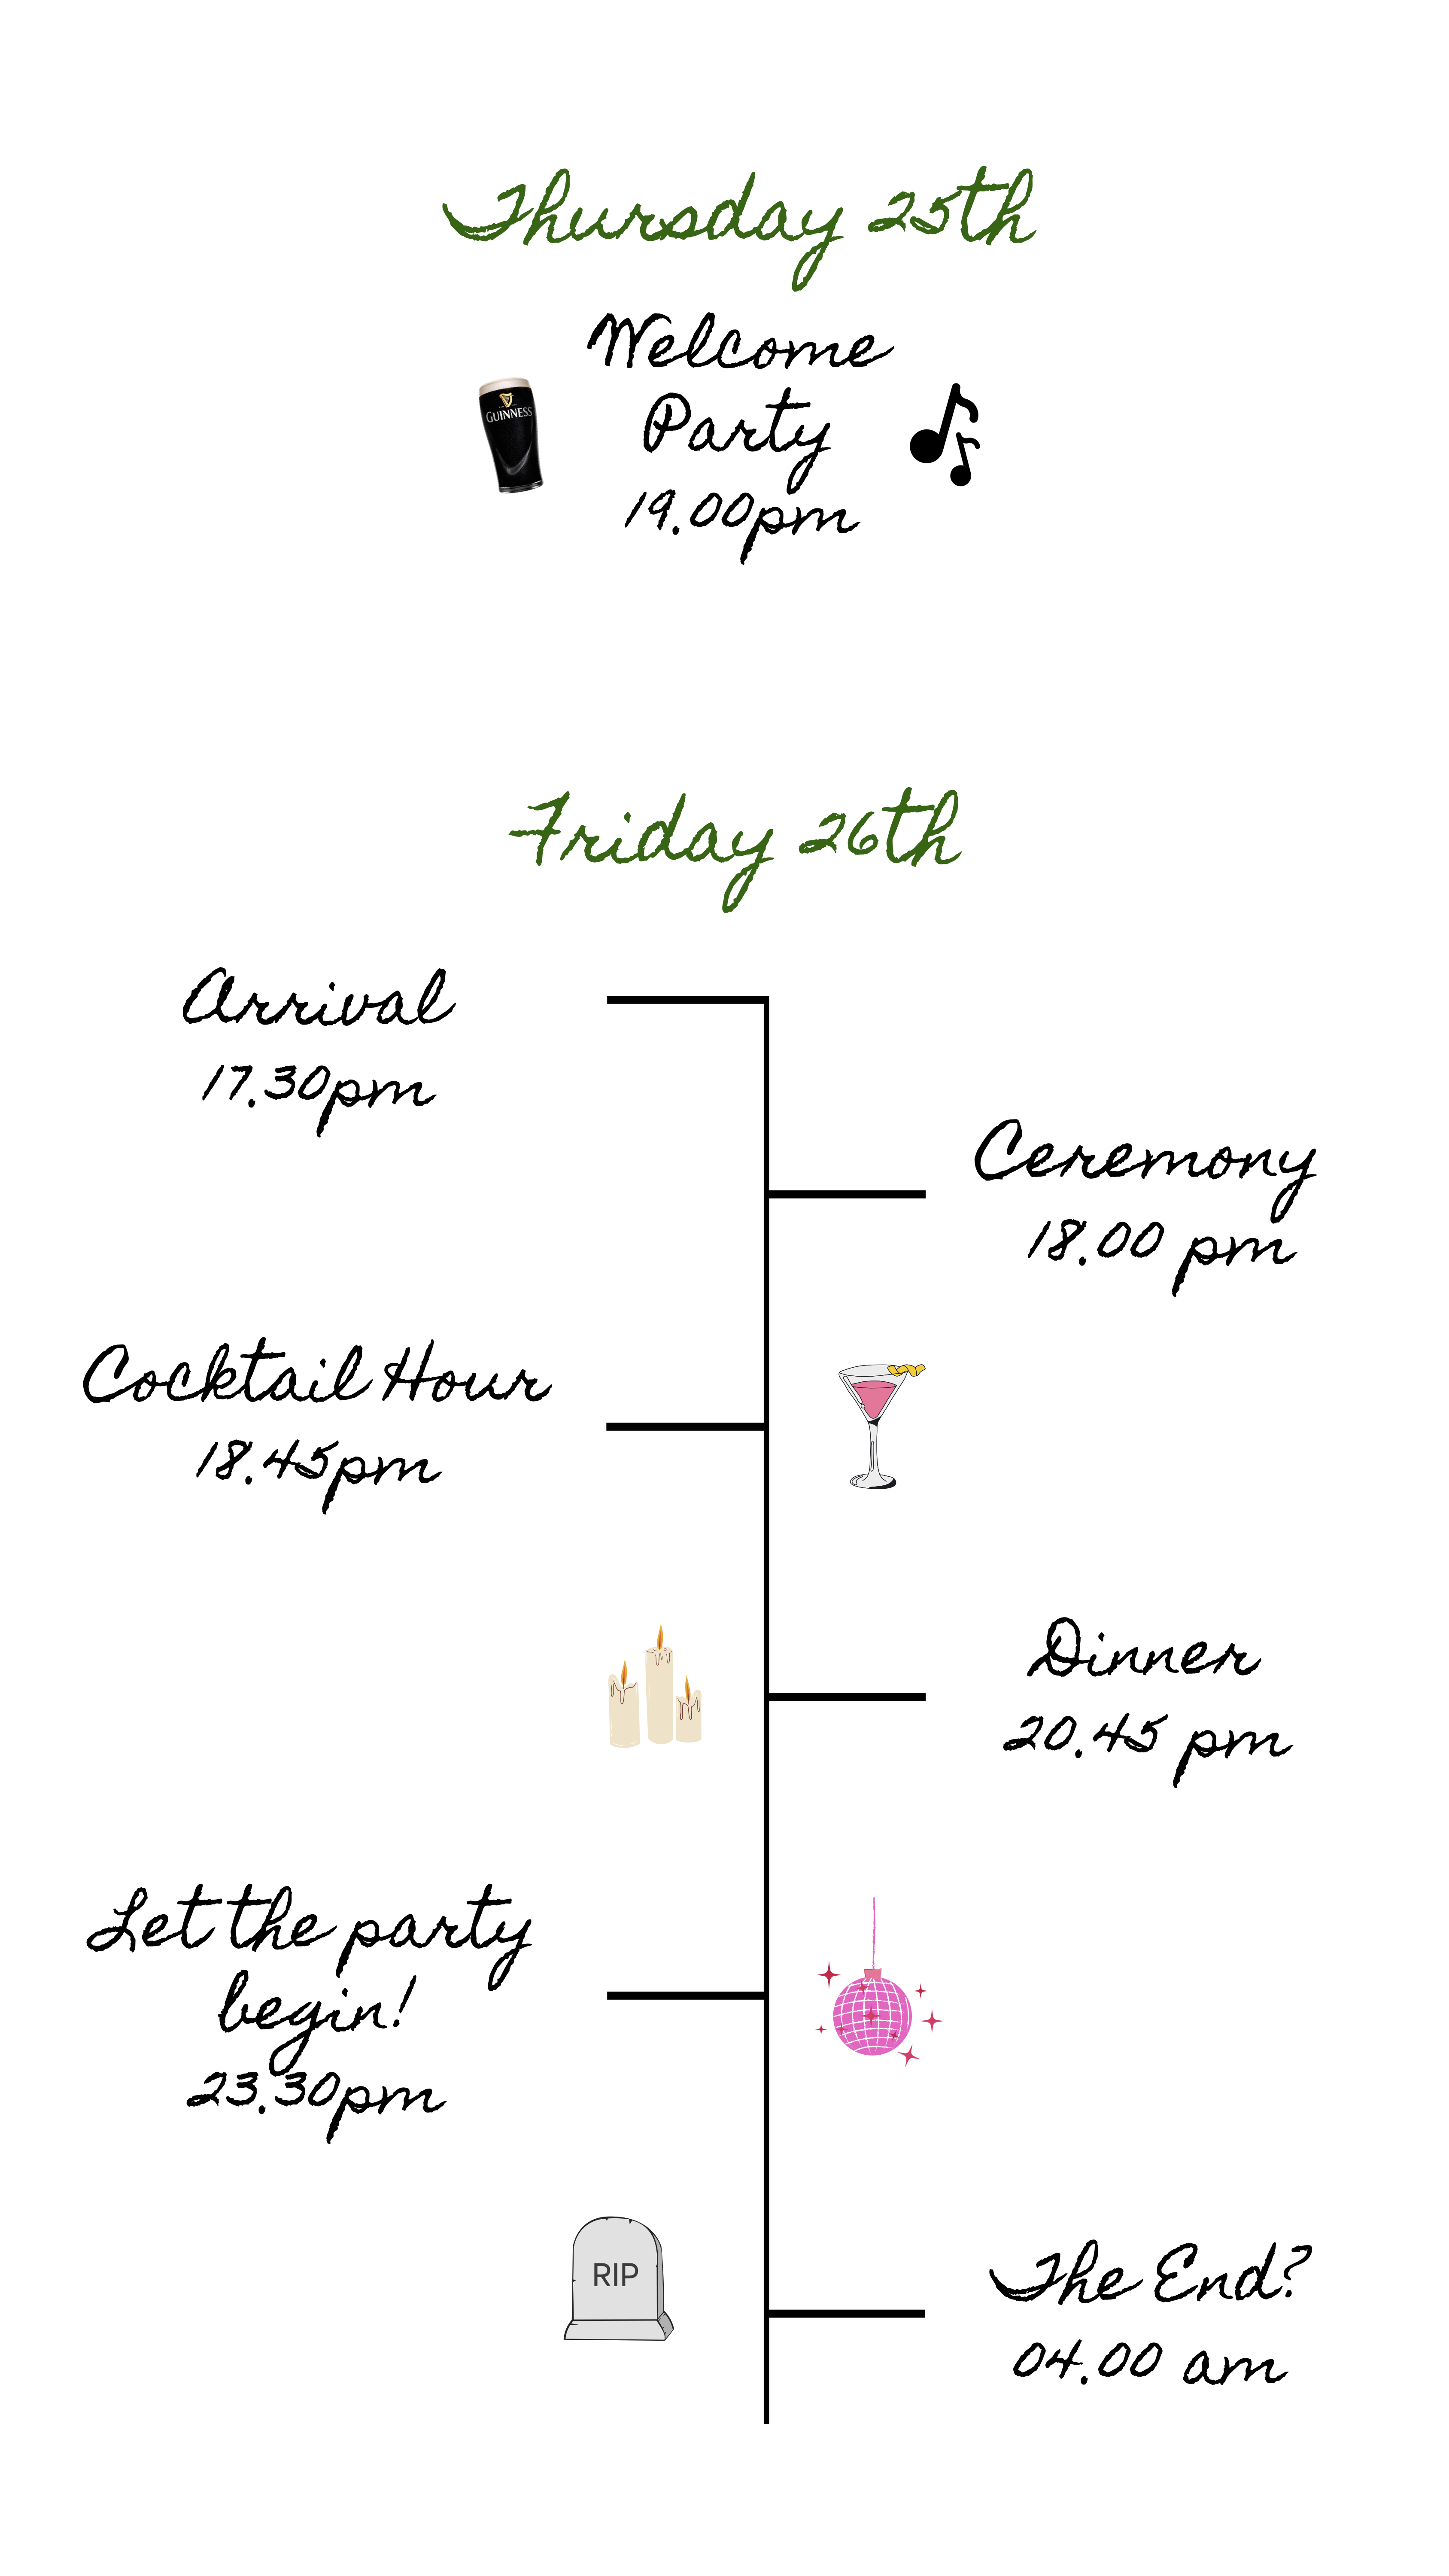 Thursday 25th
Welcome
Party
GUINNESS
19.00pm
Friday 26th
Arrival
17.30pm
Ceremony
18.00 pm
Cocktail Hour
18.45pm
Dinner
20.45 pm
Let the party
begin!
23.30pm
RIP
The End?
04.00 am